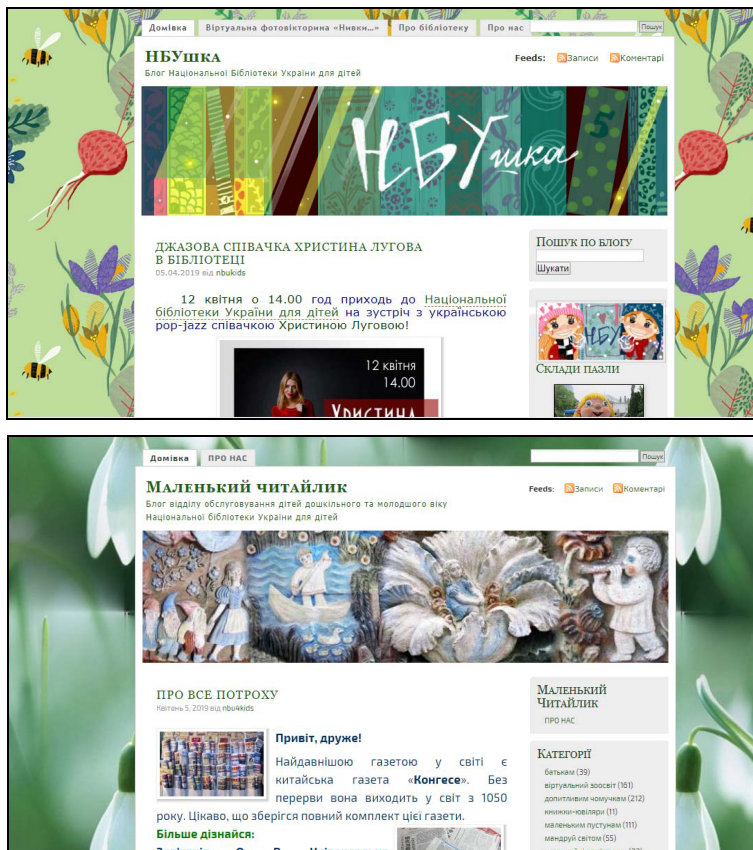 Домівка Віртуальна фотовікторина «Нивки…» Про бібліотеку Про нас Пошук
НБУшка
Блог Національної Бібліотеки України для дітей
Feeds: Записи Коментарі
НБУшка
ДЖАЗОВА СПІВАЧКА ХРИСТИНА ЛУГОВА
В БІБЛІОТЕЦІ
05.04.2019 від nbukids
12 квітня о 14.00 год приходь до Національної
бібліотеки України для дітей на зустріч з українською
pop-jazz співачкою Христиною Луговою!
12 квітня
14.00
Христина
Пошук по блогу
Шукати
НБУ
Склади пазли
Домівка ПРО НАС Пошук
Маленький читайлик
Блог відділу обслуговування дітей дошкільного та молодшого віку
Національної бібліотеки України для дітей
Feeds: Записи Коментарі
ПРО ВСЕ ПОТРОХУ
Квітень 5, 2019 від nbu4kids
Привіт, друже!
Найдавнішою газетою у світі є
китайська газета «Конгесе». Без
перерви вона виходить у світ з 1050
року. Цікаво, що зберігся повний комплект цієї газети.
Більше дізнайся:
Маленький
Читайлик
ПРО НАС
Категорії
батькам (39)
віртуальний зоосвіт (161)
допитливим чомучкам (212)
книжки-ювіляри (11)
маленьким пустунам (111)
мандруй світом (55)